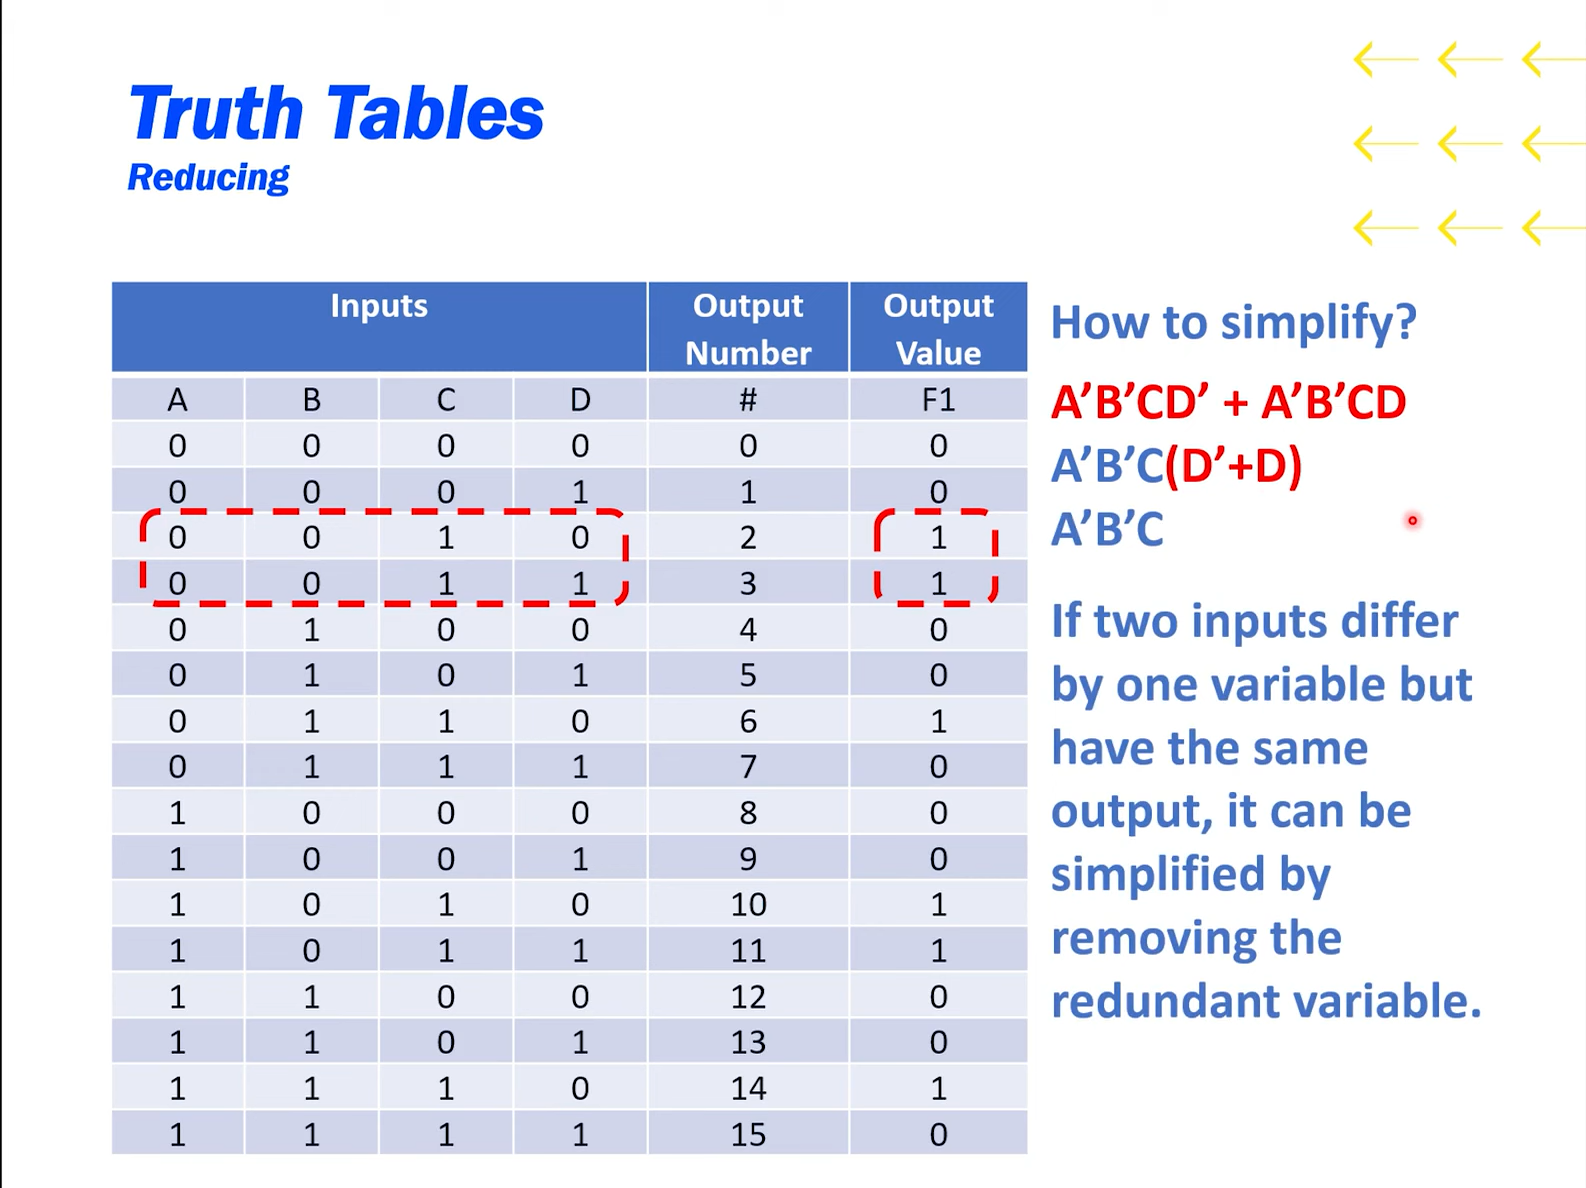 Truth Tables
Reducing
Inputs Output Number Output Value
A B C D # F1
0 0 0 0 0 0
0 0 0 1 1 0
0 0 1 0 2 1
0 0 1 1 3 1
0 1 0 0 4 0
0 1 0 1 5 0
0 1 1 0 6 1
0 1 1 1 7 0
1 0 0 0 8 0
1 0 0 1 9 0
1 0 1 0 10 1
1 0 1 1 11 1
1 1 0 0 12 0
1 1 0 1 13 0
1 1 1 0 14 1
1 1 1 1 15 0
How to simplify?
A’B’CD’ + A’B’CD
A’B’C(D’+D)
A’B’C
If two inputs differ
by one variable but
have the same
output, it can be
simplified by
removing the
redundant variable.